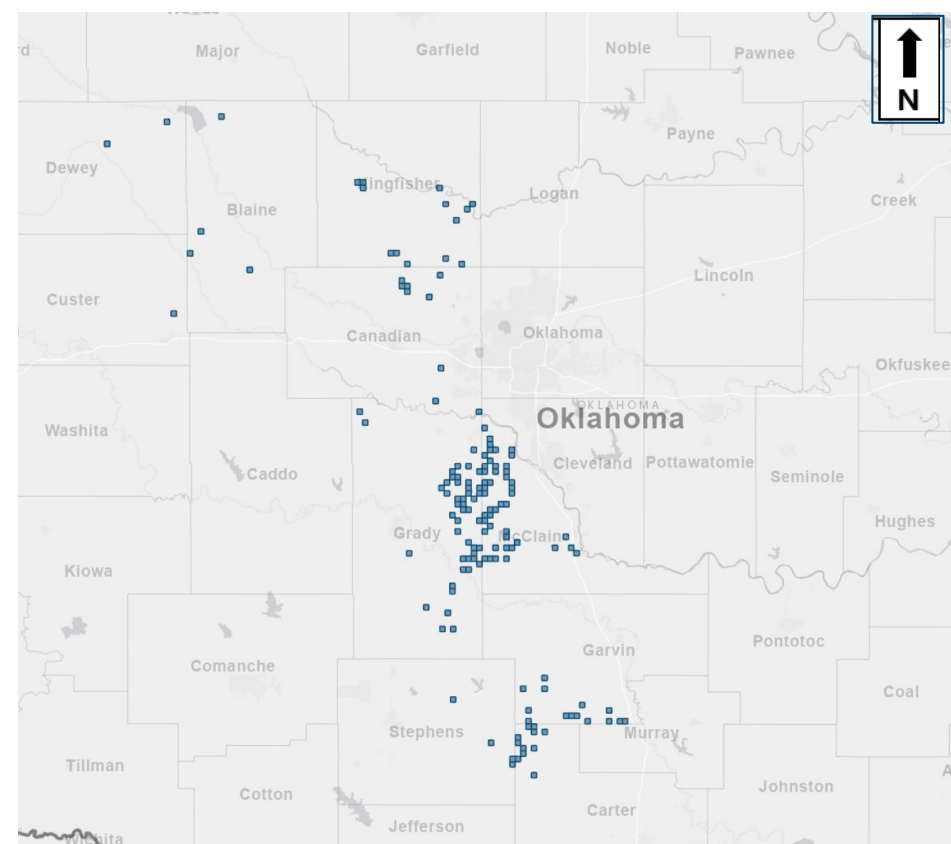 Major
Garfield
Noble
Pawnee
N
Dewey
Payne
Kingfisher
Logan
Creek
Blaine
Lincoln
Custer
Canadian
Oklahoma
Okfuskee
OKLAHOMA
Oklahoma
Washita
Cleveland
Pottawatomie
Caddo
Seminole
Grady
McClain
Hughes
Kiowa
Garvin
Pontotoc
Comanche
Coal
Stephens
Murray
Tillman
Cotton
Johnston
Carter
Jefferson
Wichita